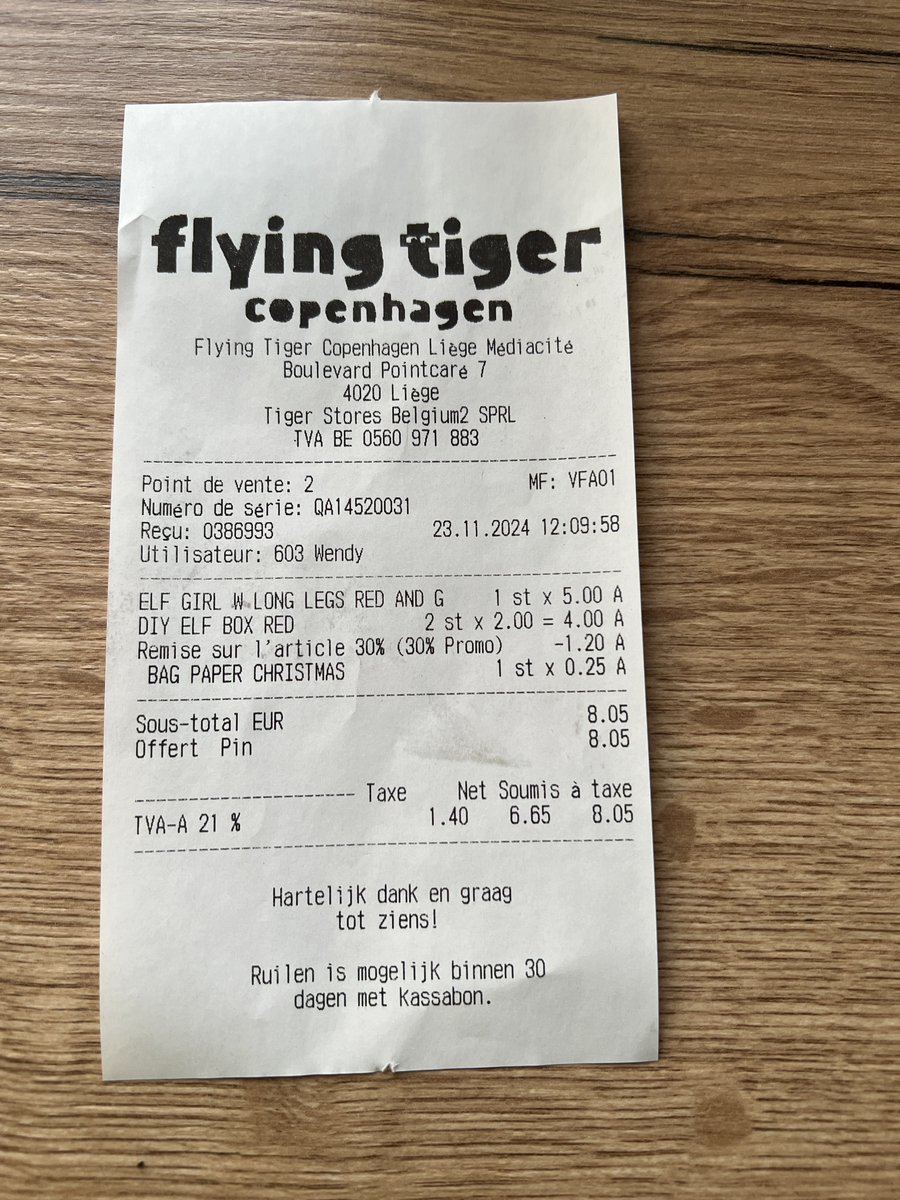 flying tiger
copenhagen
Flying Tiger Copenhagen Liège Médiacité
Boulevard Pointcaré 7
4020 Liège
Tiger Stores Belgium2 SPRL
TVA BE 0560 971 883
Point de vente: 2 MF: VFA01
Numéro de série: QA14520031
Reçu: 0386993 23.11.2024 12:09:58
Utilisateur: 603 Wendy
ELF GIRL W LONG LEGS RED AND G 1 st x 5.00 A
DIY ELF BOX RED 2 st x 2.00 = 4.00 A
Remise sur l'article 30% (30% Promo) -1.20 A
BAG PAPER CHRISTMAS 1 st x 0.25 A
Sous-total EUR 8.05
Offert Pin 8.05
Taxe Net Soumis à taxe
TVA-A 21 % 1.40 6.65 8.05
Hartelijk dank en graag
tot ziens!
Ruilen is mogelijk binnen 30
dagen met kassabon.